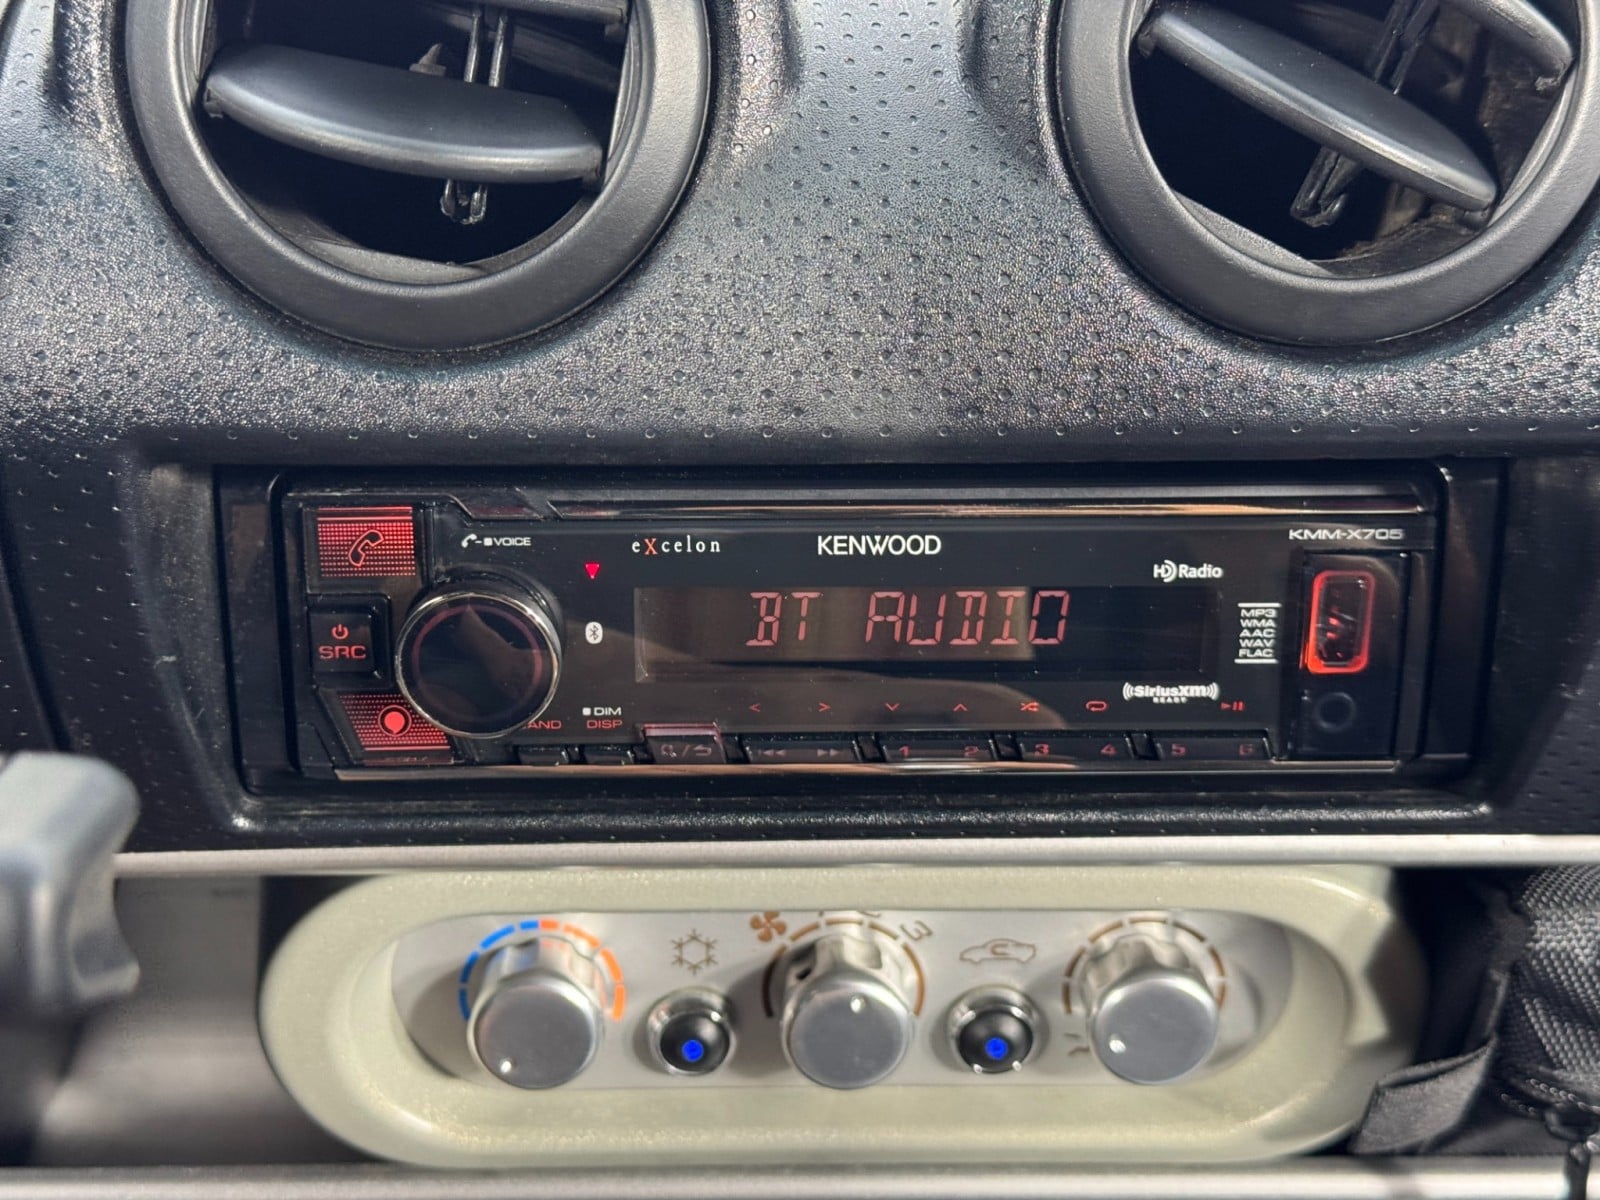 VOICE
eXcelon
KENWOOD
KMM-X705
HD Radio
BT AUDIO
MP3
WMA
AAC
WAV
FLAC
SRC
((SiriusXM))
READY
DIM
DISP
1 2 3 4 5 6
3